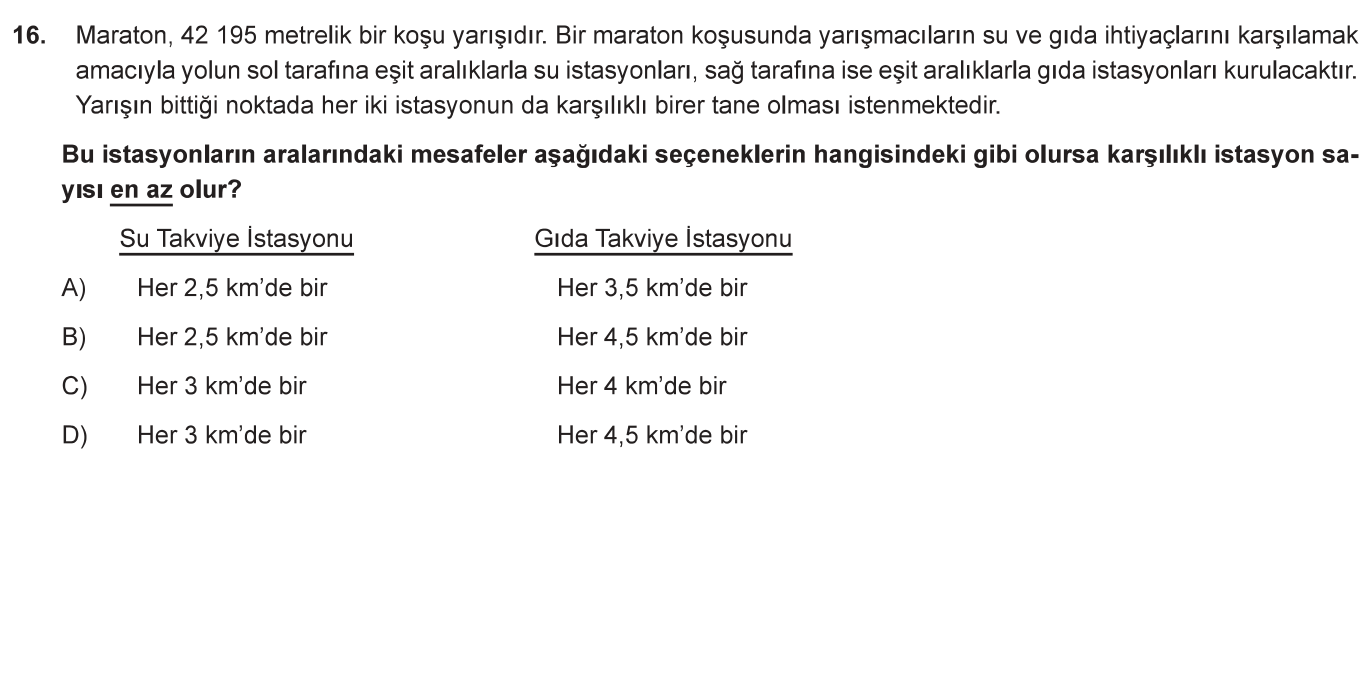 16. Maraton, 42 195 metrelik bir koşu yarışıdır. Bir maraton koşusunda yarışmacıların su ve gıda ihtiyaçlarını karşılamak
amacıyla yolun sol tarafına eşit aralıklarla su istasyonları, sağ tarafına ise eşit aralıklarla gıda istasyonları kurulacaktır.
Yarışın bittiği noktada her iki istasyonun da karşılıklı birer tane olması istenmektedir.
Bu istasyonların aralarındaki mesafeler aşağıdaki seçeneklerin hangisindeki gibi olursa karşılıklı istasyon sa-
yısı en az olur?
Su Takviye İstasyonu Gıda Takviye İstasyonu
A) Her 2,5 km’de bir Her 3,5 km’de bir
B) Her 2,5 km’de bir Her 4,5 km’de bir
C) Her 3 km’de bir Her 4 km’de bir
D) Her 3 km’de bir Her 4,5 km’de bir